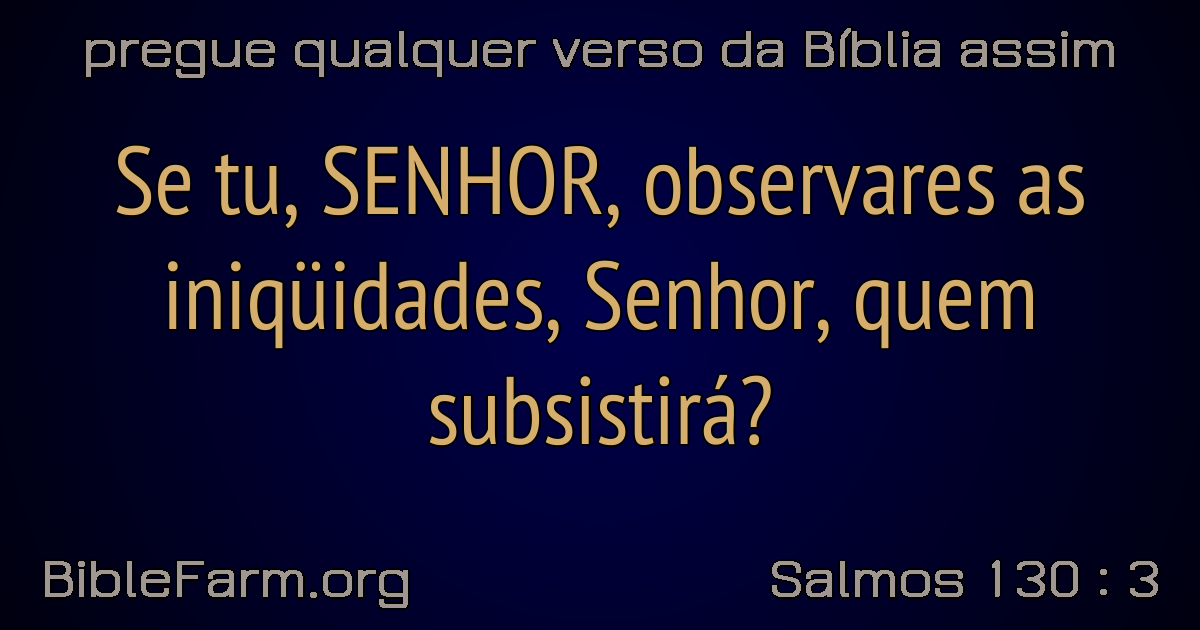 pregue qualquer verso da Bíblia assim
Se tu, SENHOR, observares as
iniqüidades, Senhor, quem
subsistirá?
BibleFarm.org
Salmos 130 : 3